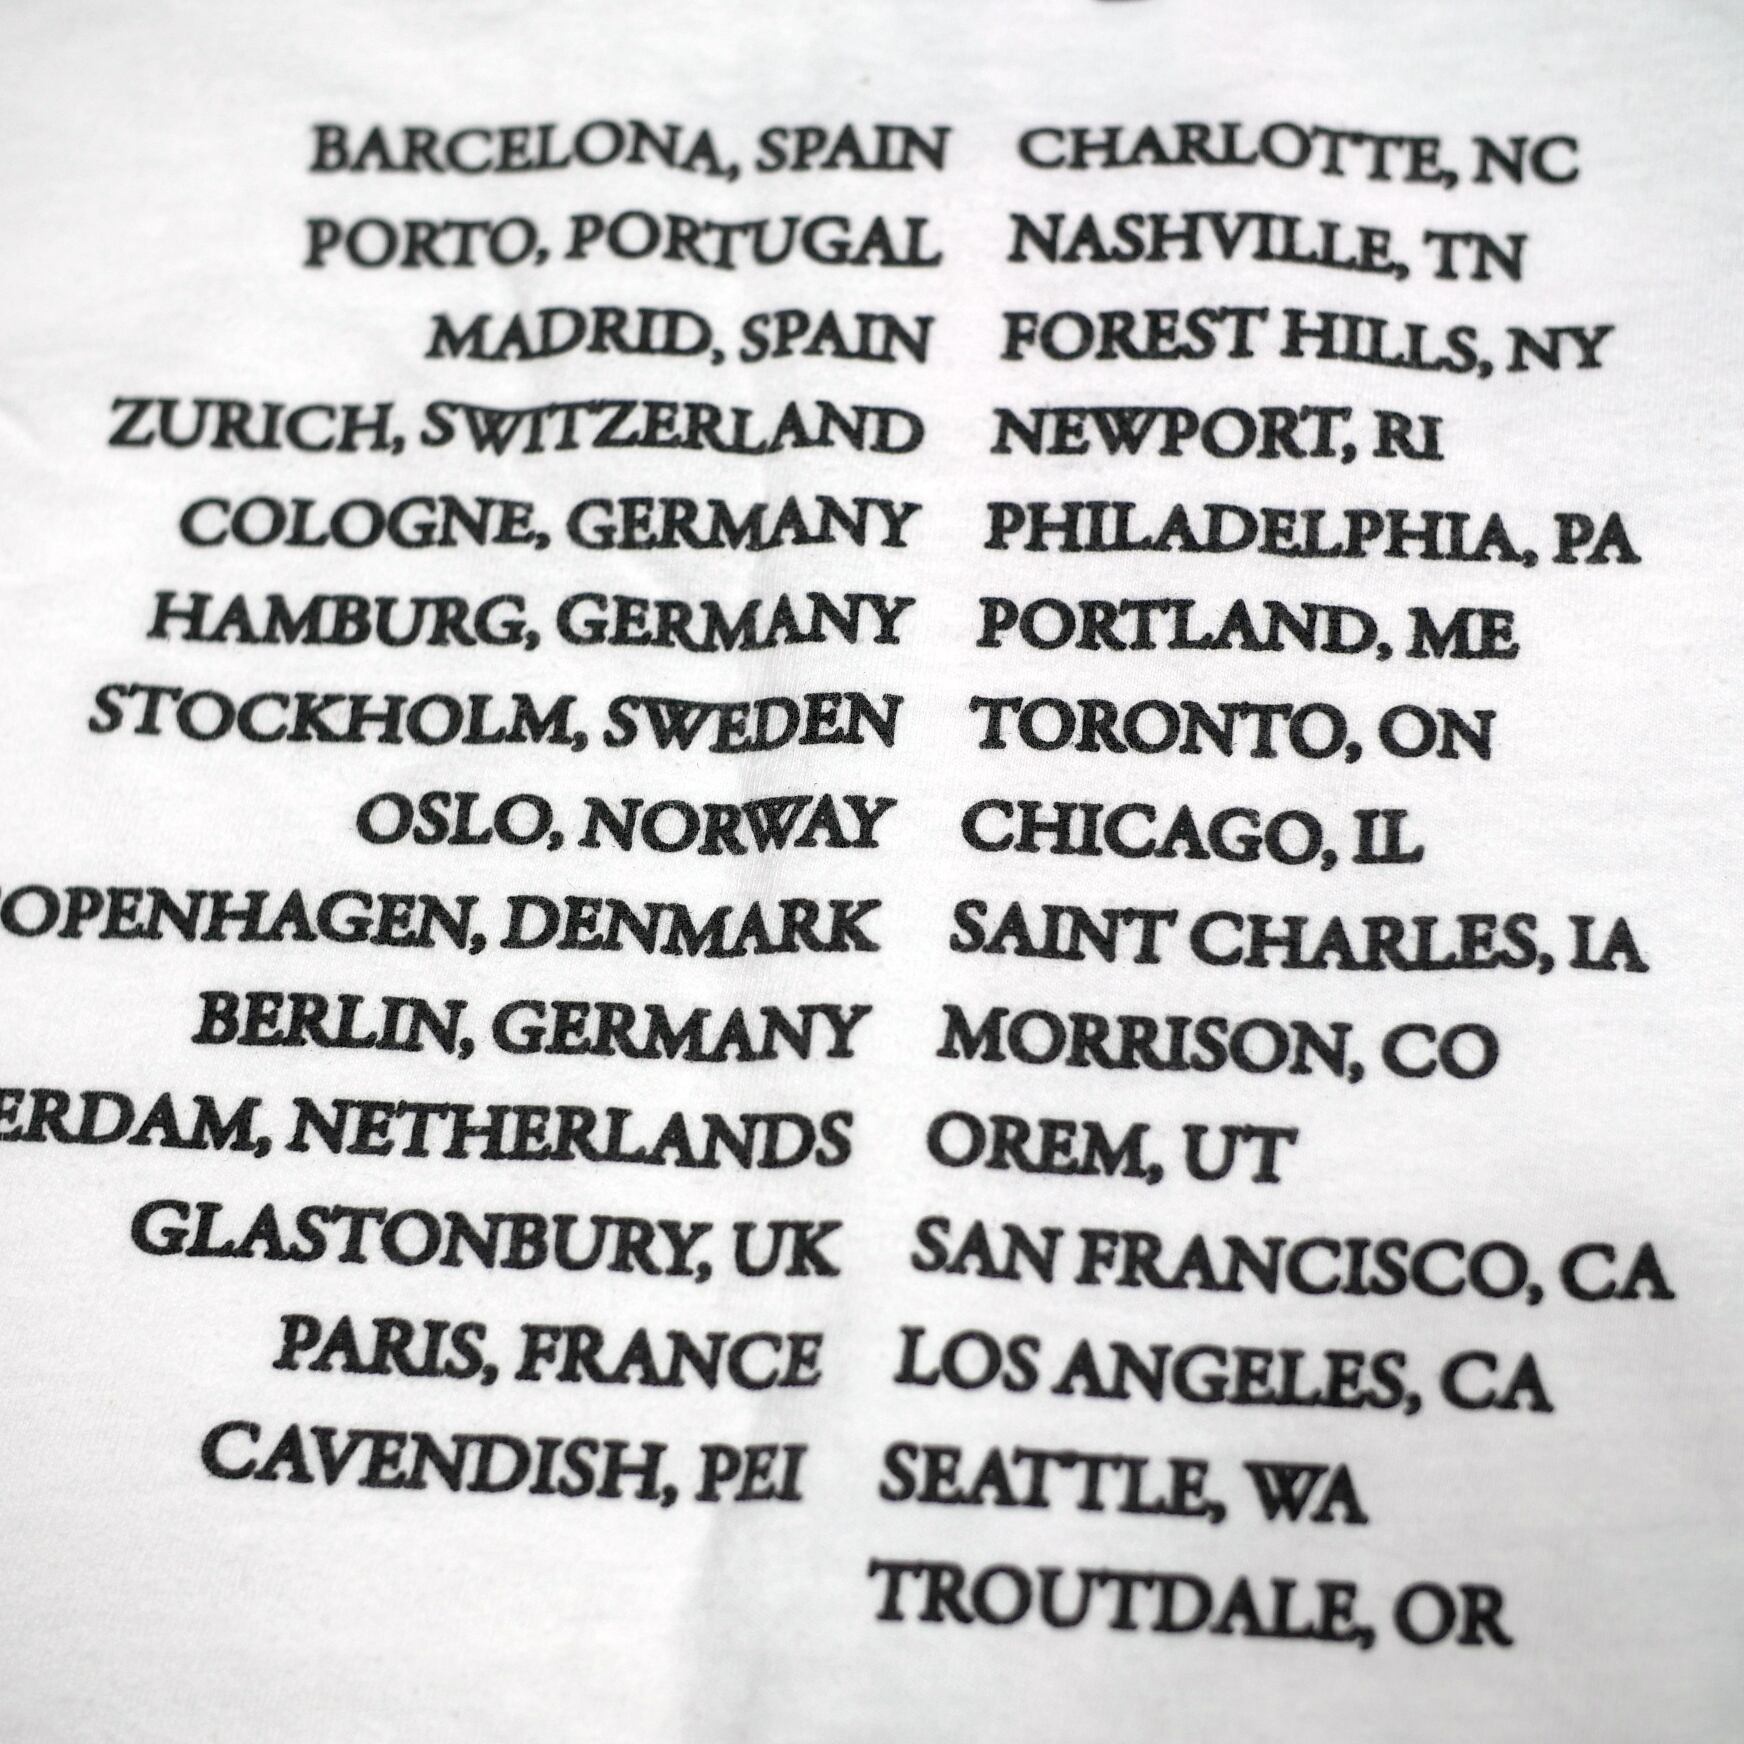 BARCELONA, SPAIN CHARLOTTE, NC
PORTO, PORTUGAL NASHVILLE, TN
MADRID, SPAIN FOREST HILLS, NY
ZURICH, SWITZERLAND NEWPORT, RI
COLOGNE, GERMANY PHILADELPHIA, PA
HAMBURG, GERMANY PORTLAND, ME
STOCKHOLM, SWEDEN TORONTO, ON
OSLO, NORWAY CHICAGO, IL
OPENHAGEN, DENMARK SAINT CHARLES, IA
BERLIN, GERMANY MORRISON, CO
ERDAM, NETHERLANDS OREM, UT
GLASTONBURY, UK SAN FRANCISCO, CA
PARIS, FRANCE LOS ANGELES, CA
CAVENDISH, PEI SEATTLE, WA
TROUTDALE, OR